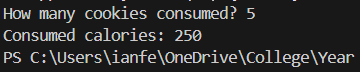 How many cookies consumed? 5
Consumed calories: 250
PS C:\Users\ianfe\OneDrive\College\Year